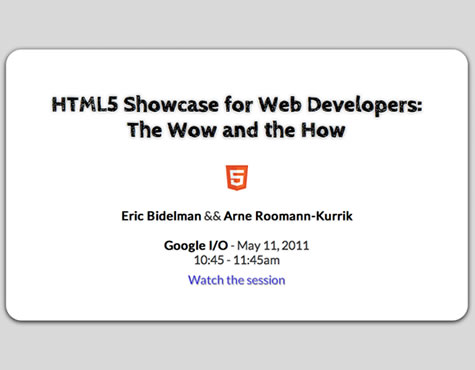 HTML5 Showcase for Web Developers:
The Wow and the How
5
Eric Bidelman && Arne Roomann-Kurrik
Google I/O - May 11, 2011
10:45 - 11:45am
Watch the session